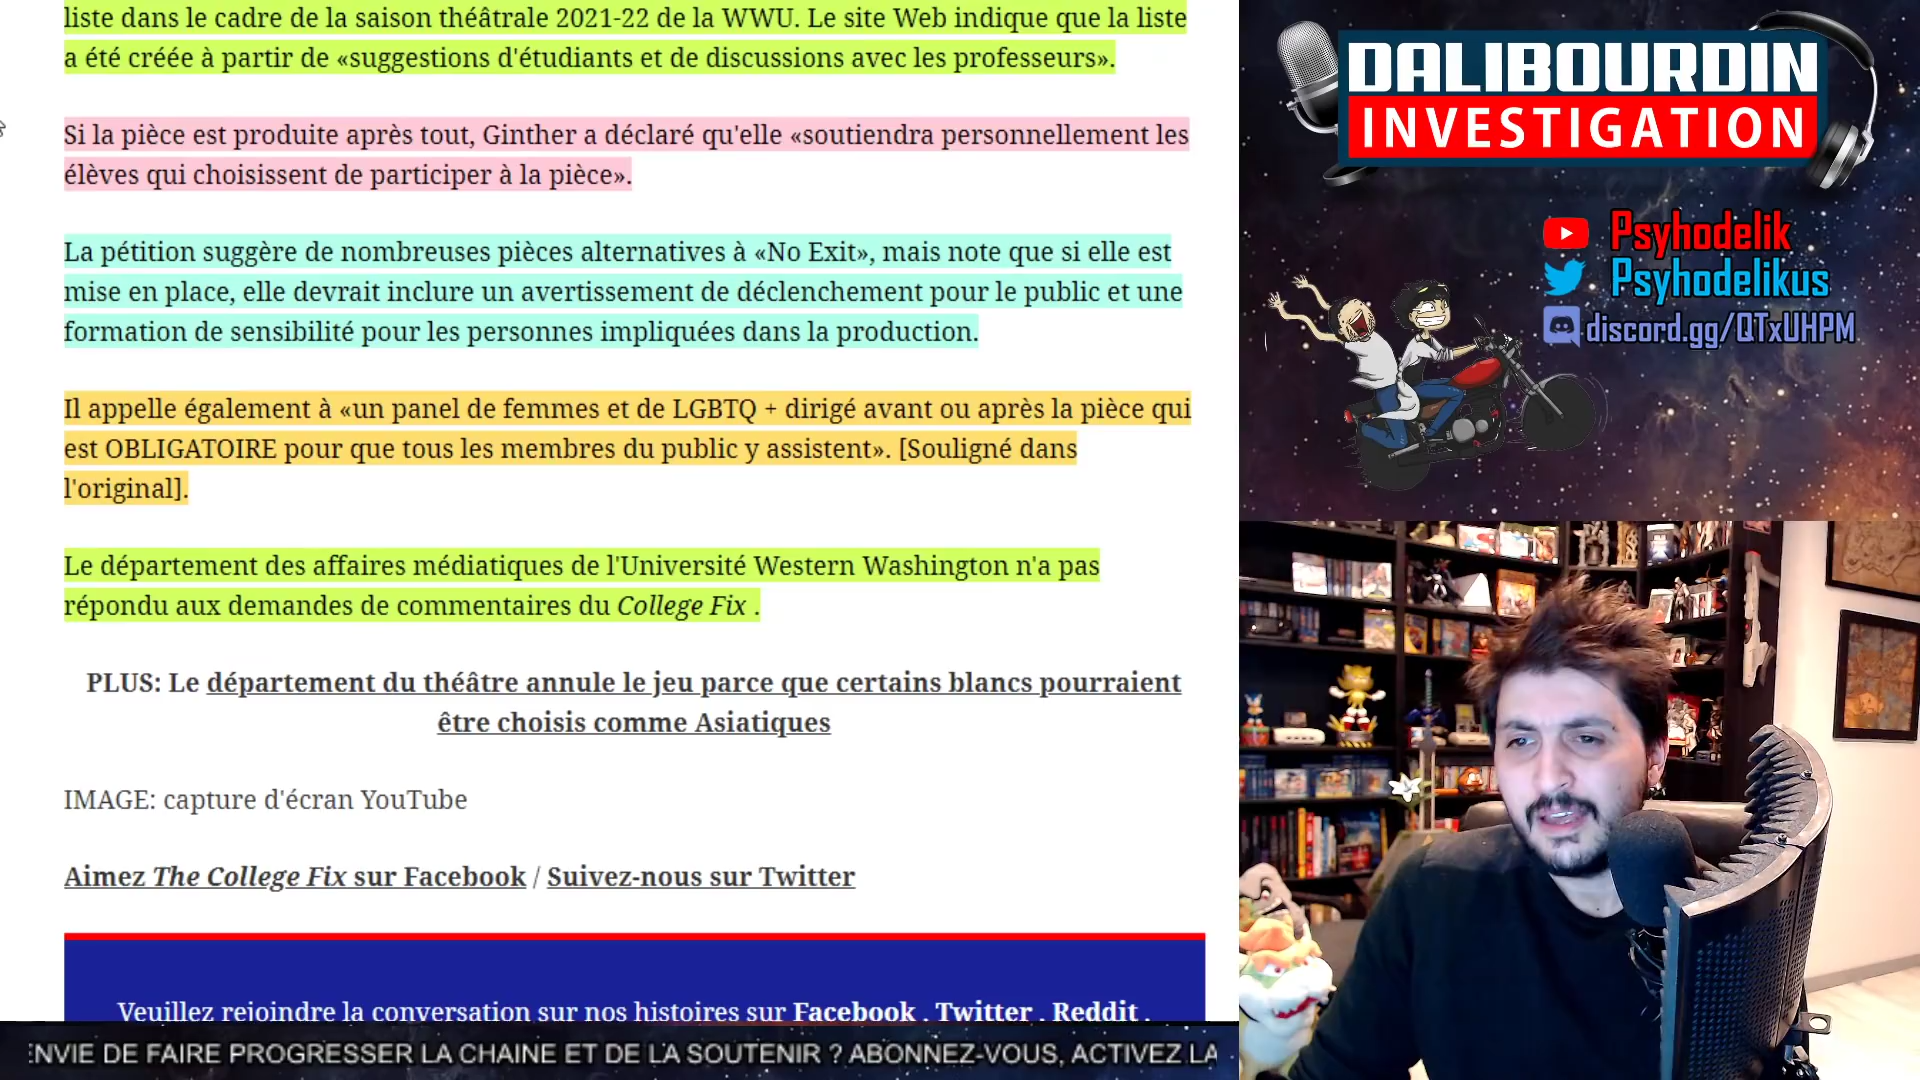 liste dans le cadre de la saison théâtrale 2021-22 de la WWU. Le site Web indique que la liste
a été créée à partir de «suggestions d'étudiants et de discussions avec les professeurs».
Si la pièce est produite après tout, Ginther a déclaré qu'elle «soutiendra personnellement les
élèves qui choisissent de participer à la pièce».
La pétition suggère de nombreuses pièces alternatives à «No Exit», mais note que si elle est
mise en place, elle devrait inclure un avertissement de déclenchement pour le public et une
formation de sensibilité pour les personnes impliquées dans la production.
Il appelle également à «un panel de femmes et de LGBTQ + dirigé avant ou après la pièce qui
est OBLIGATOIRE pour que tous les membres du public y assistent». [Souligné dans
l'original].
Le département des affaires médiatiques de l'Université Western Washington n'a pas
répondu aux demandes de commentaires du College Fix .
PLUS: Le département du théâtre annule le jeu parce que certains blancs pourraient
être choisis comme Asiatiques
IMAGE: capture d'écran YouTube
Aimez The College Fix sur Facebook / Suivez-nous sur Twitter
Veuillez rejoindre la conversation sur nos histoires sur Facebook , Twitter , Reddit ,
ENVIE DE FAIRE PROGRESSER LA CHAINE ET DE LA SOUTENIR ? ABONNEZ-VOUS, ACTIVEZ LA
DALIBOURDIN
INVESTIGATION
Psyhodelik
Psyhodelikus
discord.gg/QTxUHPM